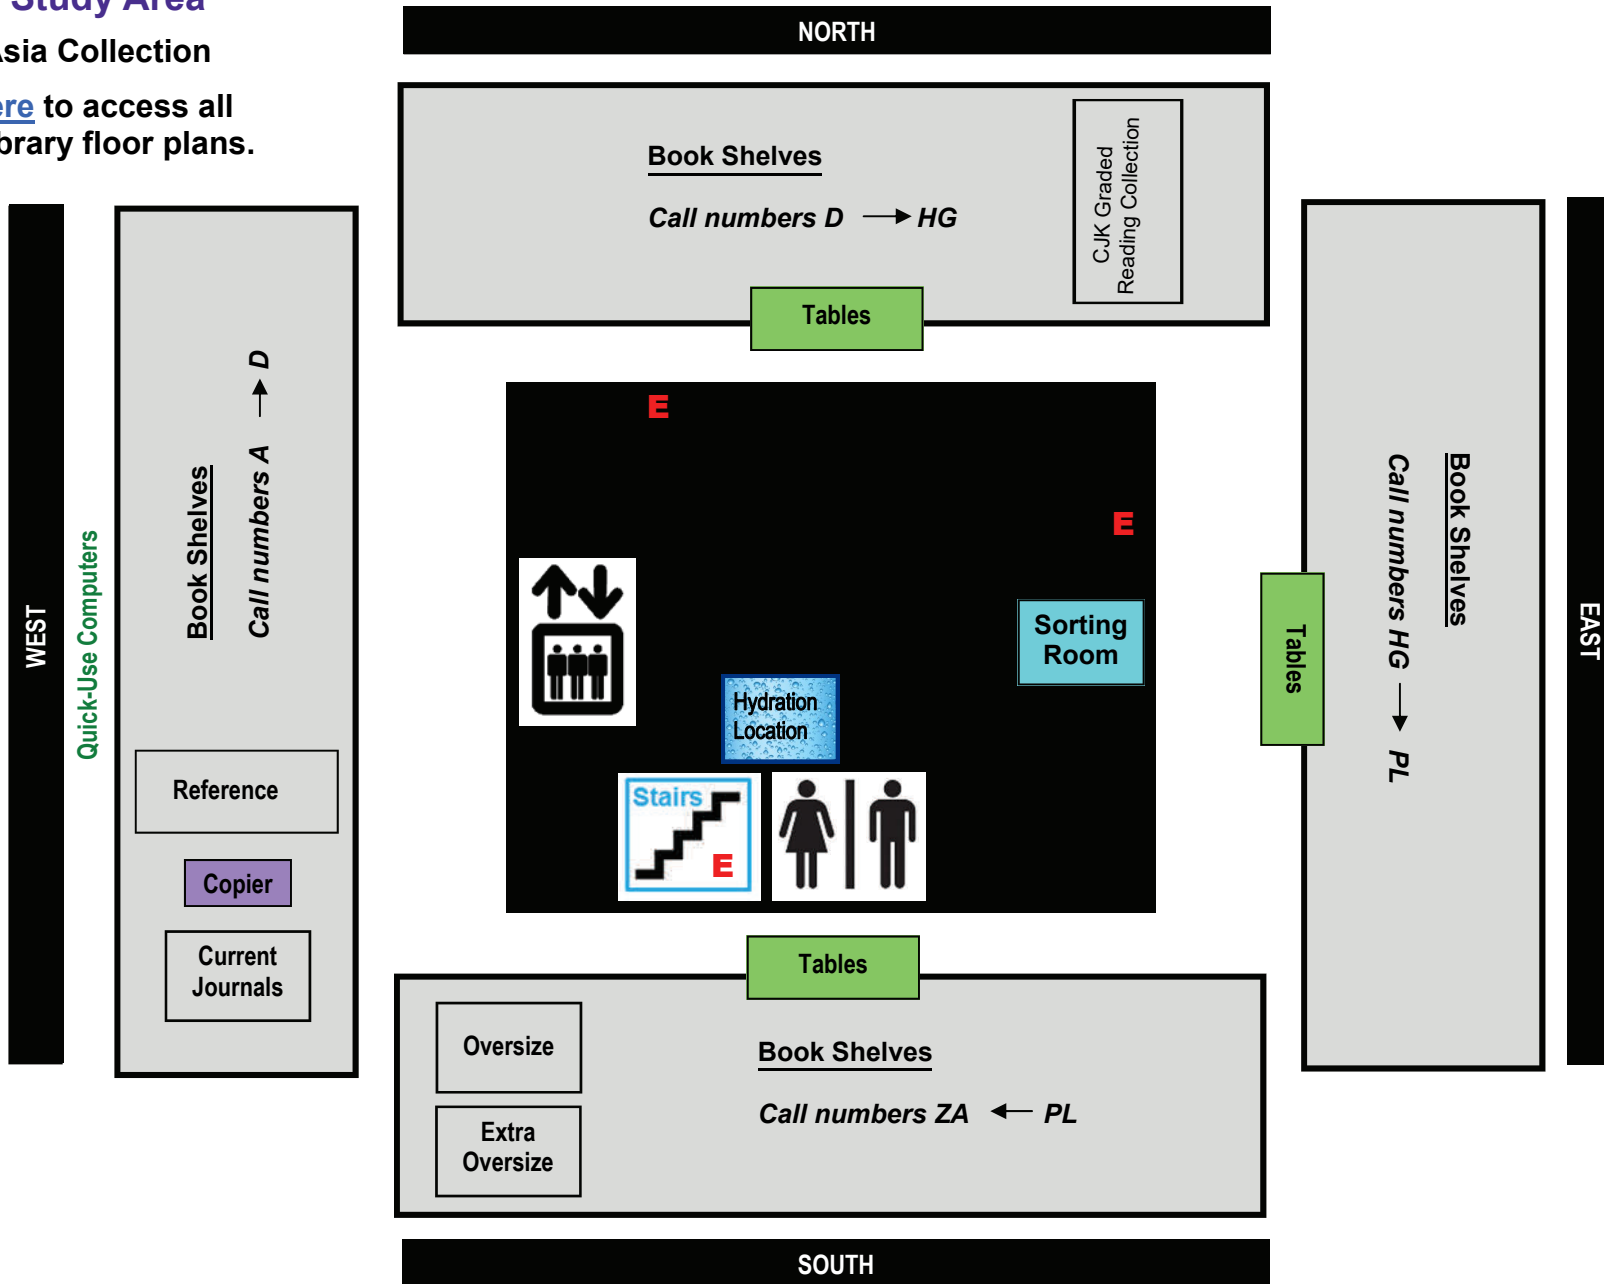 Study Area
Asia Collection
ere to access all
brary floor plans.
NORTH
Book Shelves
Call numbers D → HG
CJK Graded
Reading Collection
Tables
WEST
Quick-Use Computers
Book Shelves
Call numbers A → D
Reference
Copier
Current
Journals
E
E
Sorting
Room
Hydration
Location
Stairs
E
Tables
Book Shelves
Call numbers HG → PL
EAST
Tables
Oversize
Extra
Oversize
Book Shelves
Call numbers ZA ← PL
SOUTH